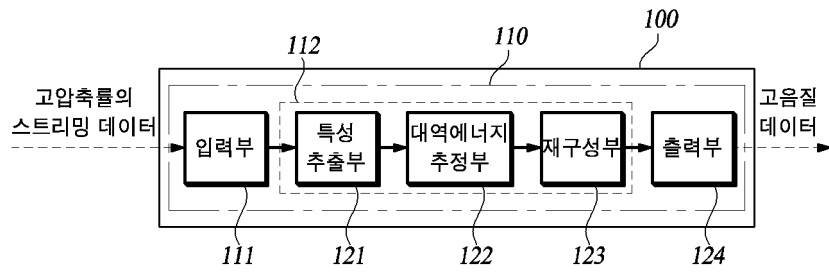 100
110
112
고압축률의
스트리밍 데이터
입력부
특성
추출부
대역에너지
추정부
재구성부
출력부
고음질
데이터
111
121
122
123
124